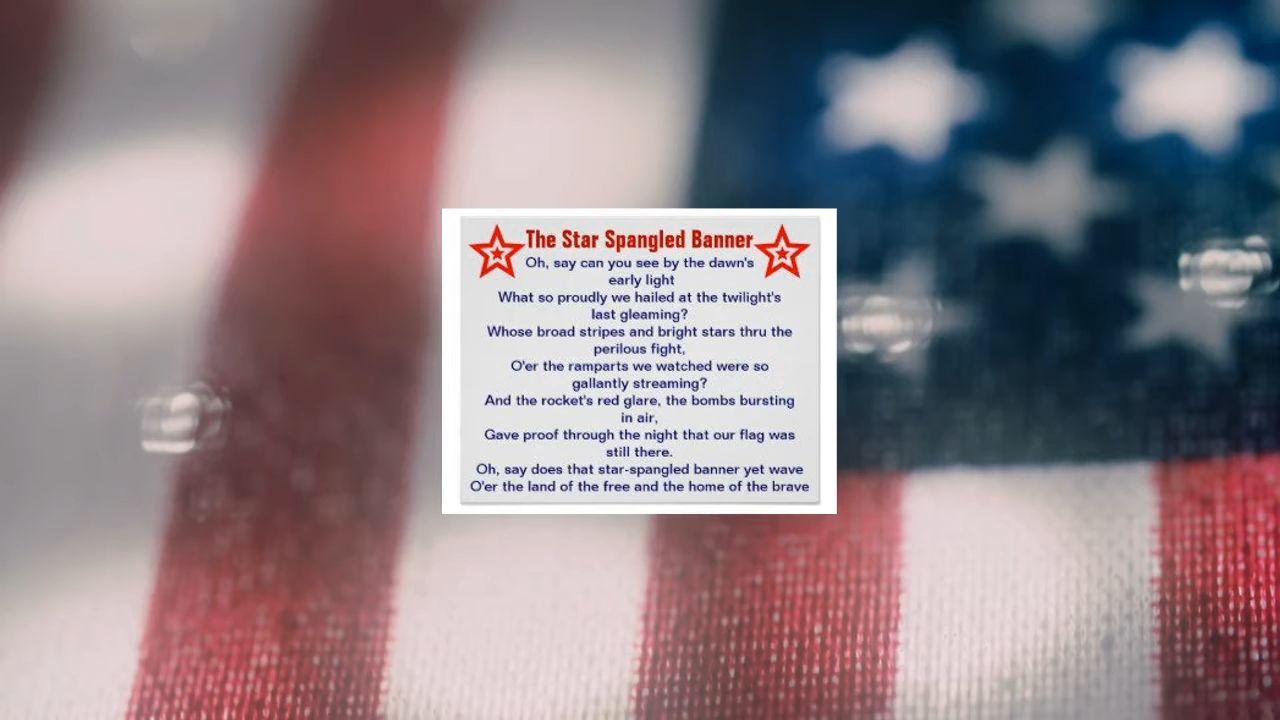 The Star Spangled Banner
Oh, say can you see by the dawn's
early light
What so proudly we hailed at the twilight's
last gleaming?
Whose broad stripes and bright stars thru the
perilous fight,
O'er the ramparts we watched were so
gallantly streaming?
And the rocket's red glare, the bombs bursting
in air,
Gave proof through the night that our flag was
still there.
Oh, say does that star-spangled banner yet wave
O'er the land of the free and the home of the brave